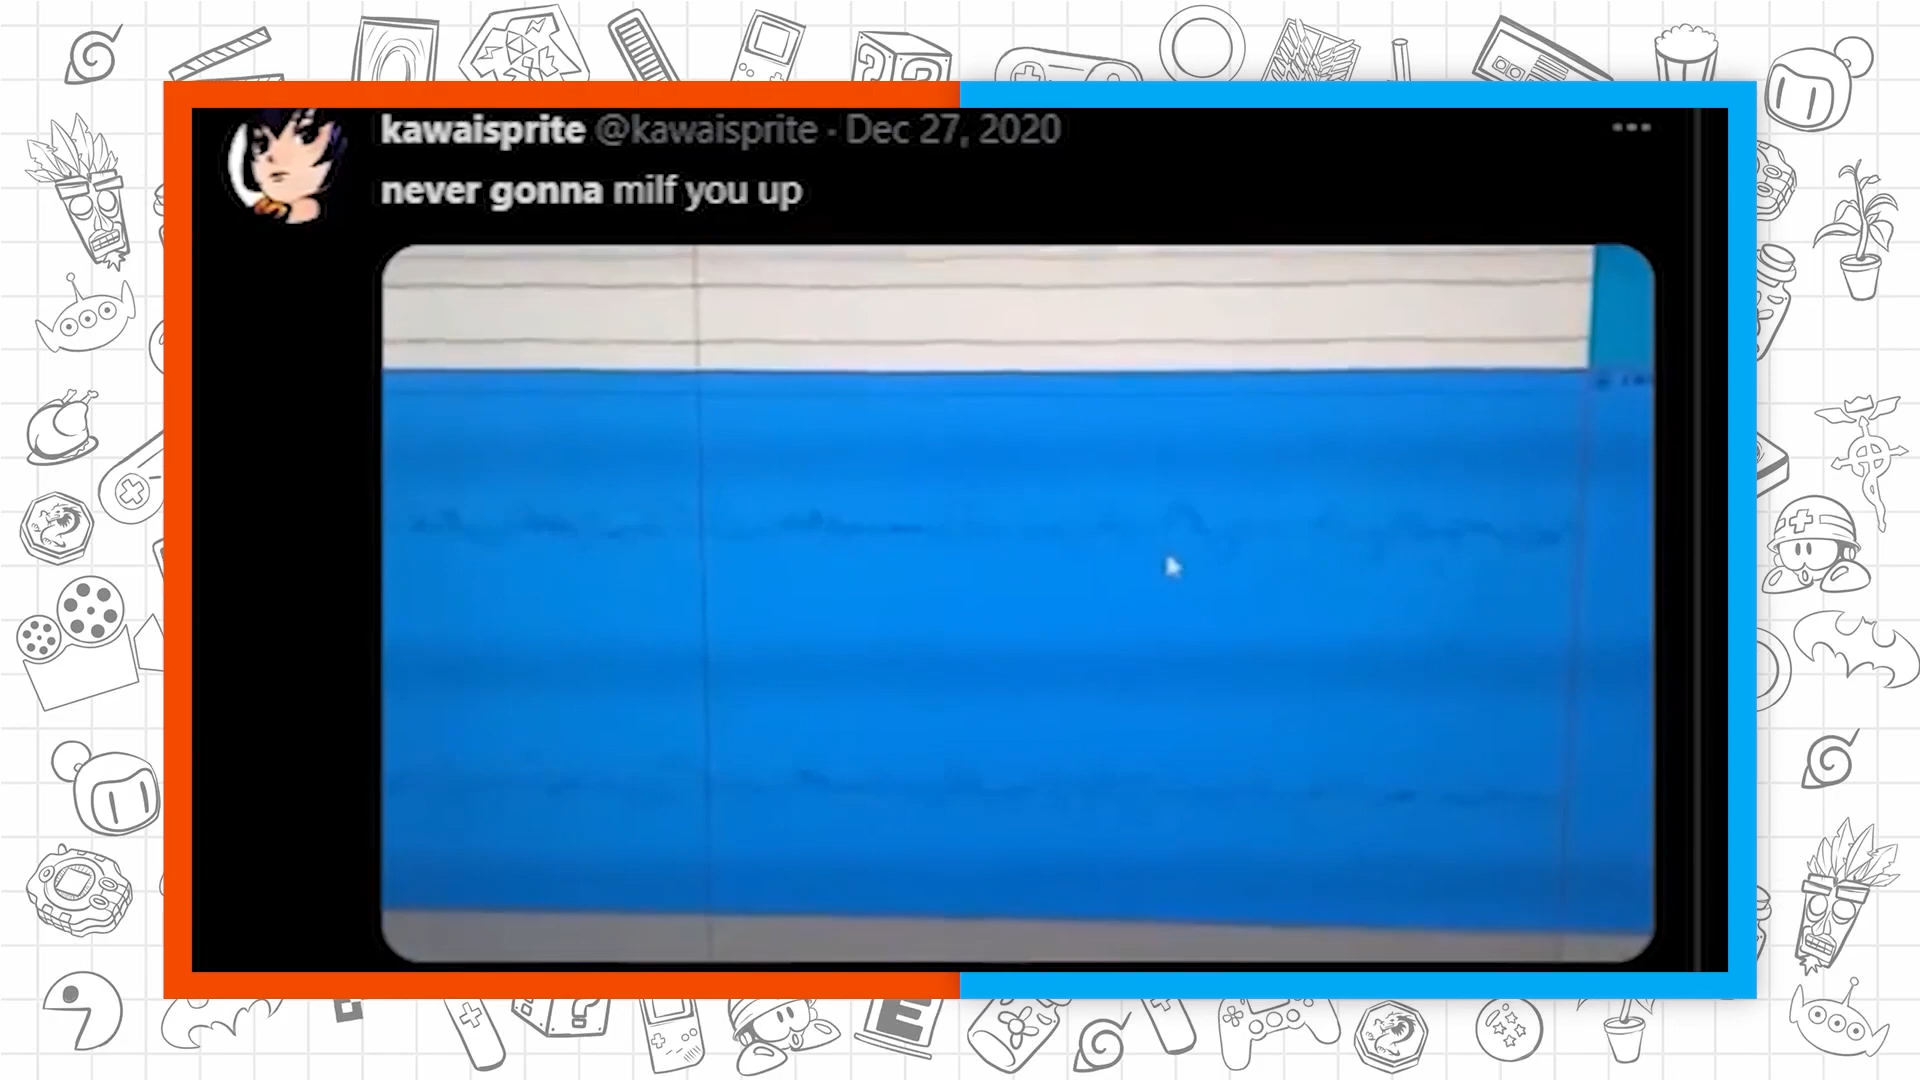 kawaisprite @kawaisprite · Dec 27, 2020
never gonna milf you up
? ?
?
E